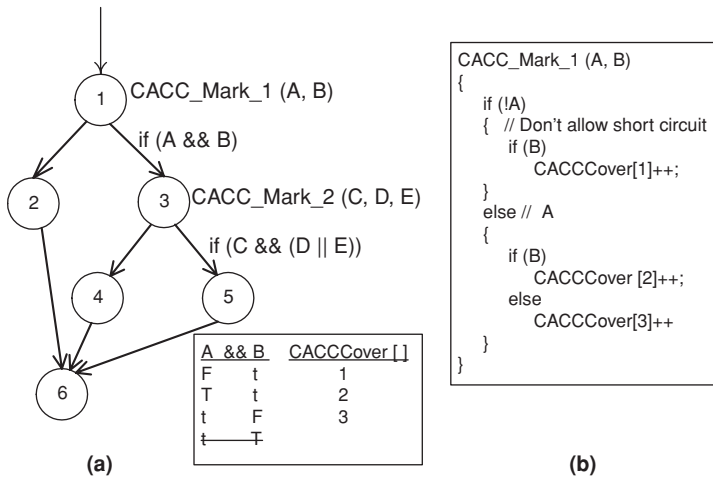 1
CACC_Mark_1 (A, B)
if (A && B)
2
3
CACC_Mark_2 (C, D, E)
if (C && (D || E))
4
5
6
A && B CACCCover [ ]
F t 1
T t 2
t F 3
t T
(a)
CACC_Mark_1 (A, B)
{
if (!A)
{ // Don't allow short circuit
if (B)
CACCCover[1]++;
}
else // A
{
if (B)
CACCCover [2]++;
else
CACCCover[3]++
}
}
(b)